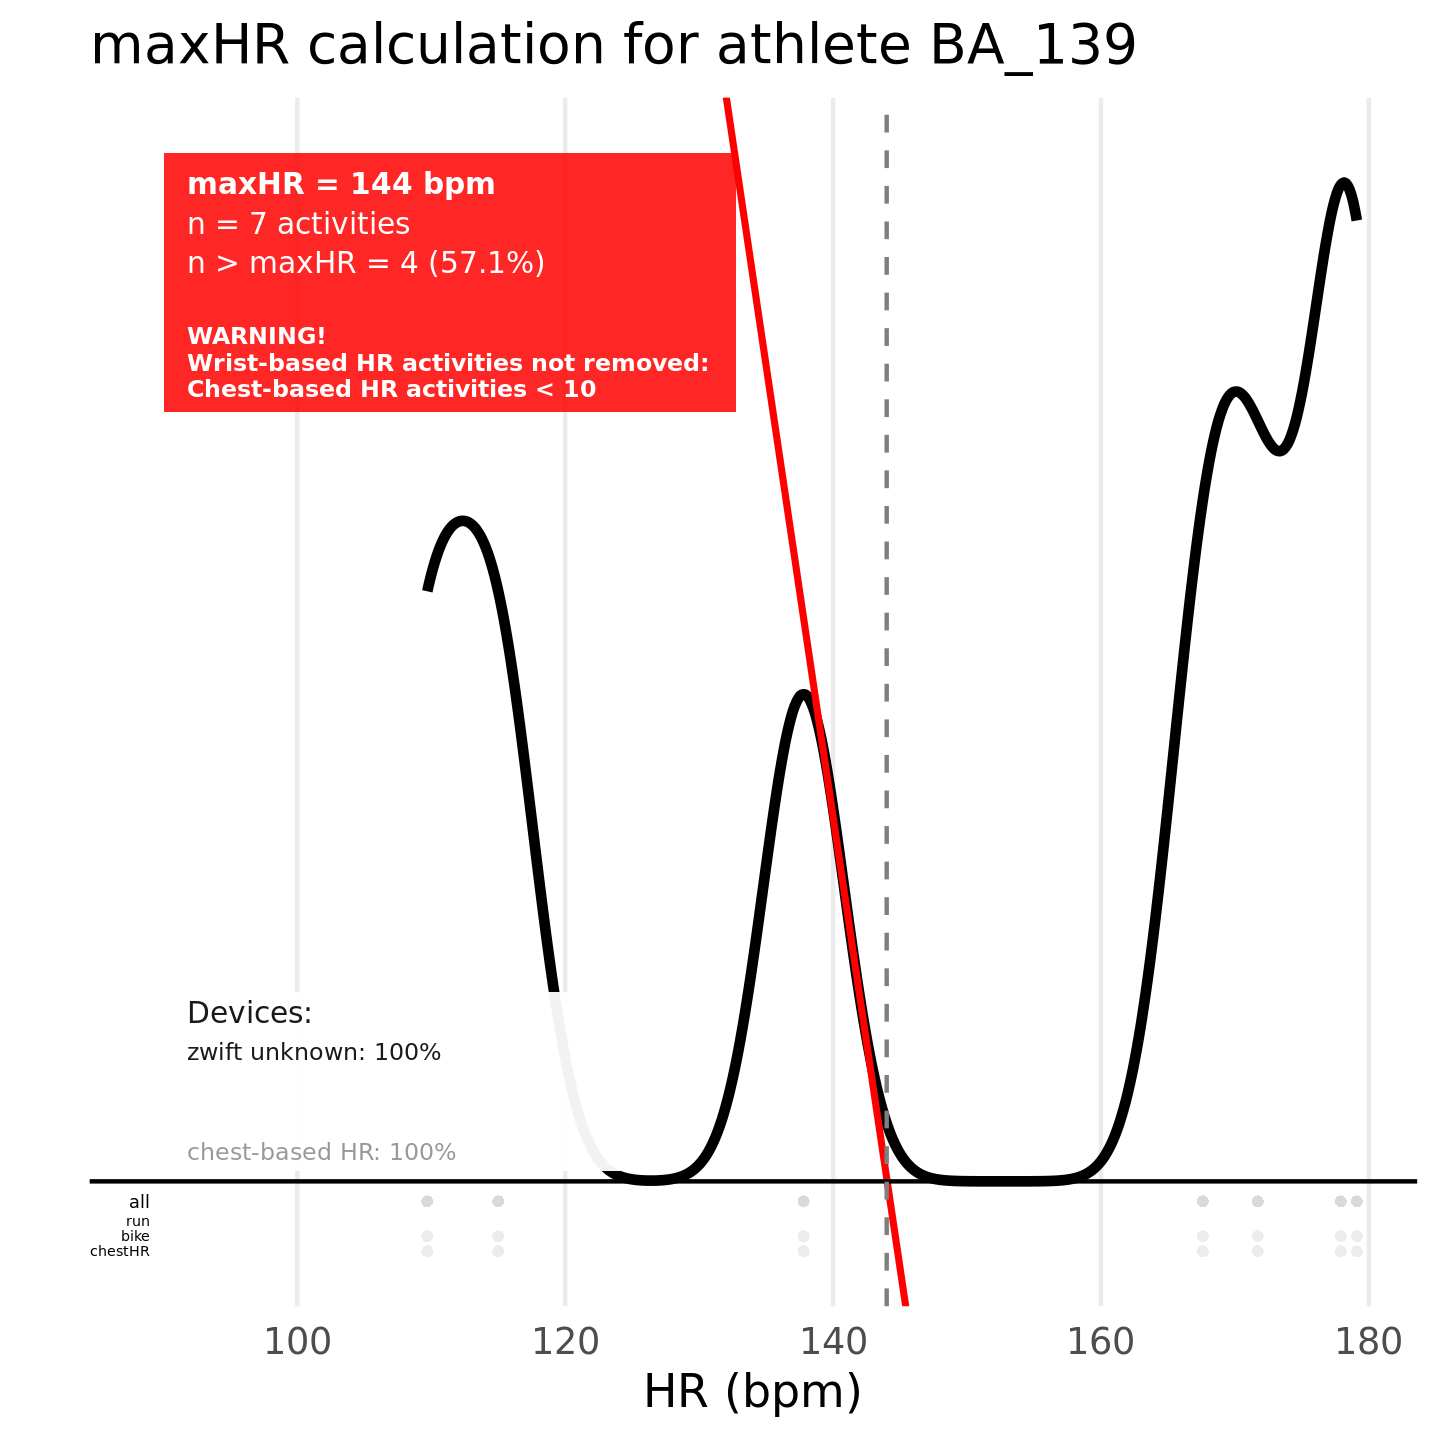 maxHR calculation for athlete BA_139
maxHR = 144 bpm
n = 7 activities
n > maxHR = 4 (57.1%)
WARNING!
Wrist-based HR activities not removed:
Chest-based HR activities < 10
Devices:
zwift unknown: 100%
chest-based HR: 100%
all
run
bike
chestHR
100 120 140 160 180
HR (bpm)